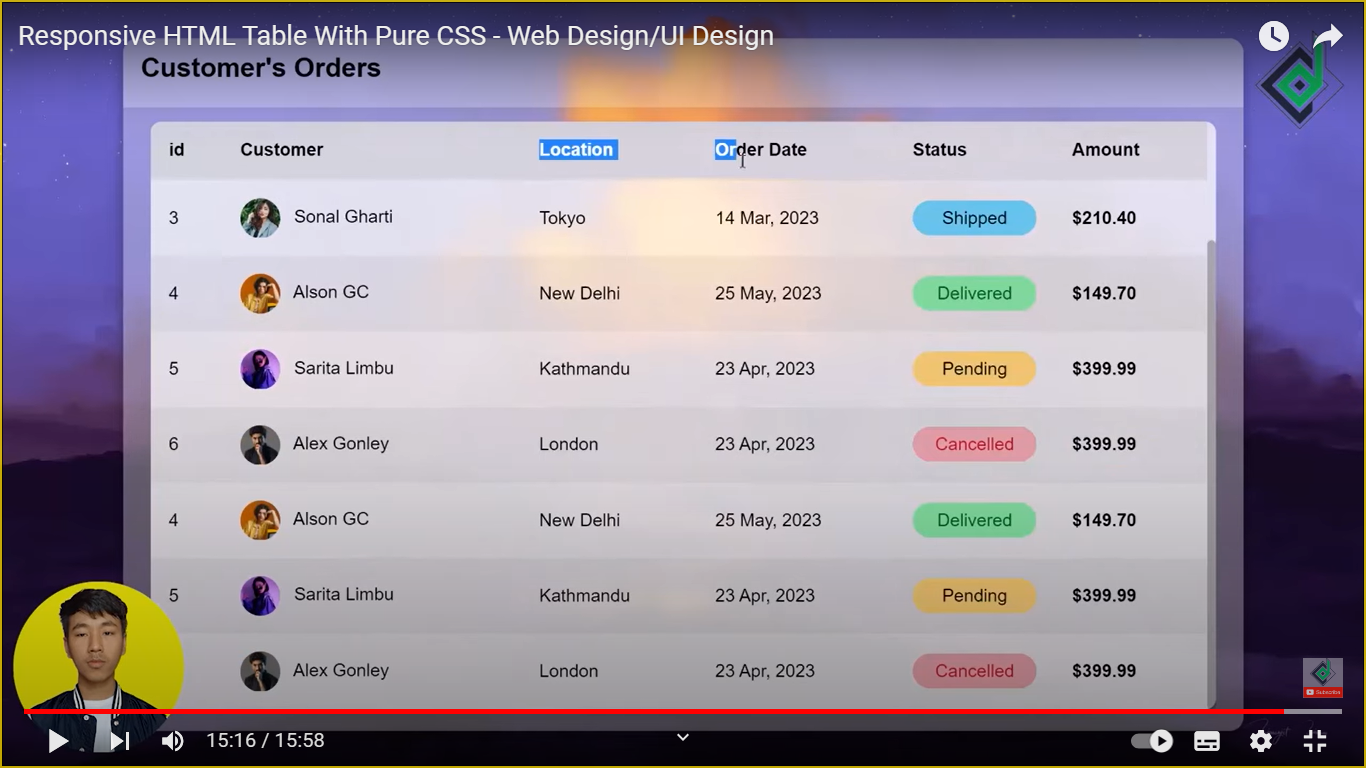 Responsive HTML Table With Pure CSS - Web Design/UI Design
Customer's Orders
id Customer Location Order Date Status Amount
3 Sonal Gharti Tokyo 14 Mar, 2023 Shipped $210.40
4 Alson GC New Delhi 25 May, 2023 Delivered $149.70
5 Sarita Limbu Kathmandu 23 Apr, 2023 Pending $399.99
6 Alex Gonley London 23 Apr, 2023 Cancelled $399.99
4 Alson GC New Delhi 25 May, 2023 Delivered $149.70
5 Sarita Limbu Kathmandu 23 Apr, 2023 Pending $399.99
Alex Gonley London 23 Apr, 2023 Cancelled $399.99
Subscribe
15:16 / 15:58